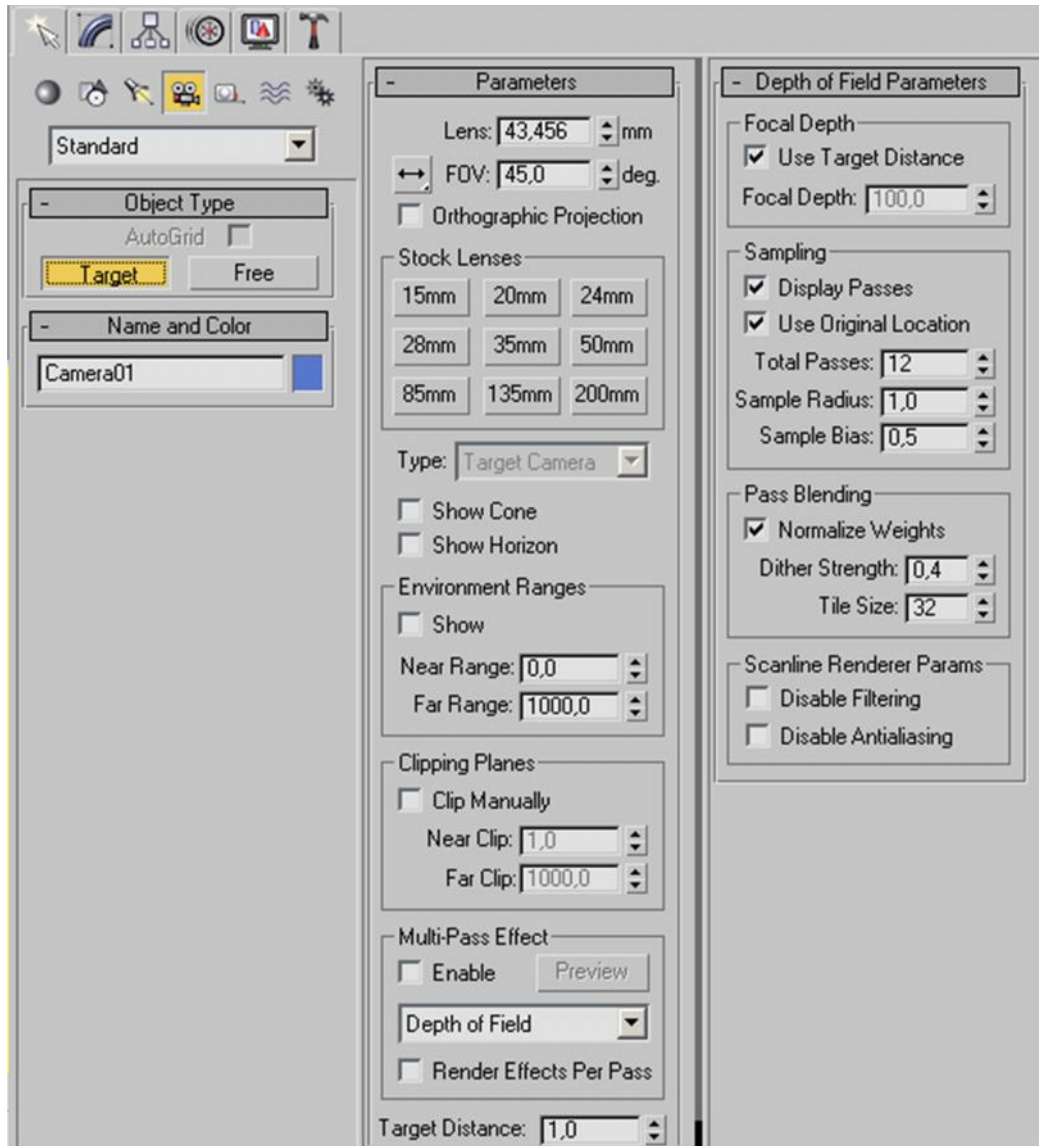 Standard
- Object Type
AutoGrid
Target Free
- Name and Color
Camera01
- Parameters
Lens: 43,456 mm
FOV: 45,0 deg.
Orthographic Projection
Stock Lenses
15mm 20mm 24mm
28mm 35mm 50mm
85mm 135mm 200mm
Type: Target Camera
Show Cone
Show Horizon
Environment Ranges
Show
Near Range: 0,0
Far Range: 1000,0
Clipping Planes
Clip Manually
Near Clip: 1,0
Far Clip: 1000,0
Multi-Pass Effect
Enable Preview
Depth of Field
Render Effects Per Pass
Target Distance: 1,0
- Depth of Field Parameters
Focal Depth
Use Target Distance
Focal Depth: 100,0
Sampling
Display Passes
Use Original Location
Total Passes: 12
Sample Radius: 1,0
Sample Bias: 0,5
Pass Blending
Normalize Weights
Dither Strength: 0,4
Tile Size: 32
Scanline Renderer Params
Disable Filtering
Disable Antialiasing